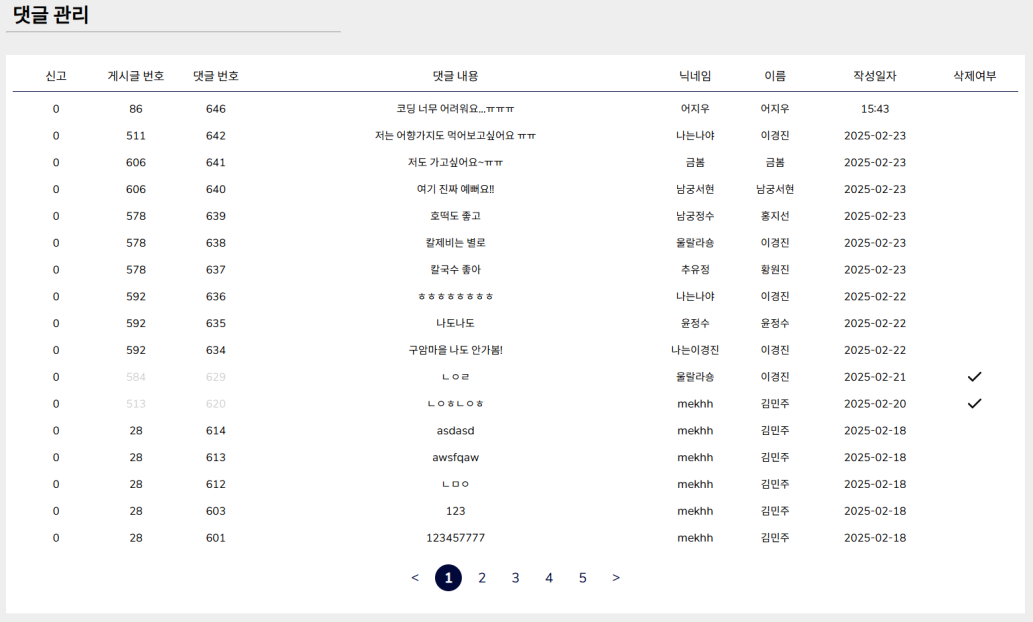 댓글 관리
신고 게시글 번호 댓글 번호 댓글 내용 닉네임 이름 작성일자 삭제여부
0 86 646 코딩 너무 어려워요...ㅠㅠㅠ 어지우 어지우 15:43
0 511 642 저는 어향가지도 먹어보고싶어요 ㅠㅠ 나는나야 이경진 2025-02-23
0 606 641 저도 가고싶어요~ㅠㅠ 금봄 금봄 2025-02-23
0 606 640 여기 진짜 예뻐요!! 남궁서현 남궁서현 2025-02-23
0 578 639 호떡도 좋고 남궁정수 홍지선 2025-02-23
0 578 638 칼제비는 별로 울랄라숑 이경진 2025-02-23
0 578 637 칼국수 좋아 추유정 황원진 2025-02-23
0 592 636 ㅎㅎㅎㅎㅎㅎㅎㅎ 나는나야 이경진 2025-02-22
0 592 635 나도나도 윤정수 윤정수 2025-02-22
0 592 634 구암마을 나도 안가봄! 나는이경진 이경진 2025-02-22
0 584 629 ㄴㅇㄹ 울랄라숑 이경진 2025-02-21
0 513 620 ㄴㅇㅎㄴㅇㅎ mekhh 김민주 2025-02-20
0 28 614 asdasd mekhh 김민주 2025-02-18
0 28 613 awsfqaw mekhh 김민주 2025-02-18
0 28 612 ㄴㅁㅇ mekhh 김민주 2025-02-18
0 28 603 123 mekhh 김민주 2025-02-18
0 28 601 123457777 mekhh 김민주 2025-02-18
< 1 2 3 4 5 >